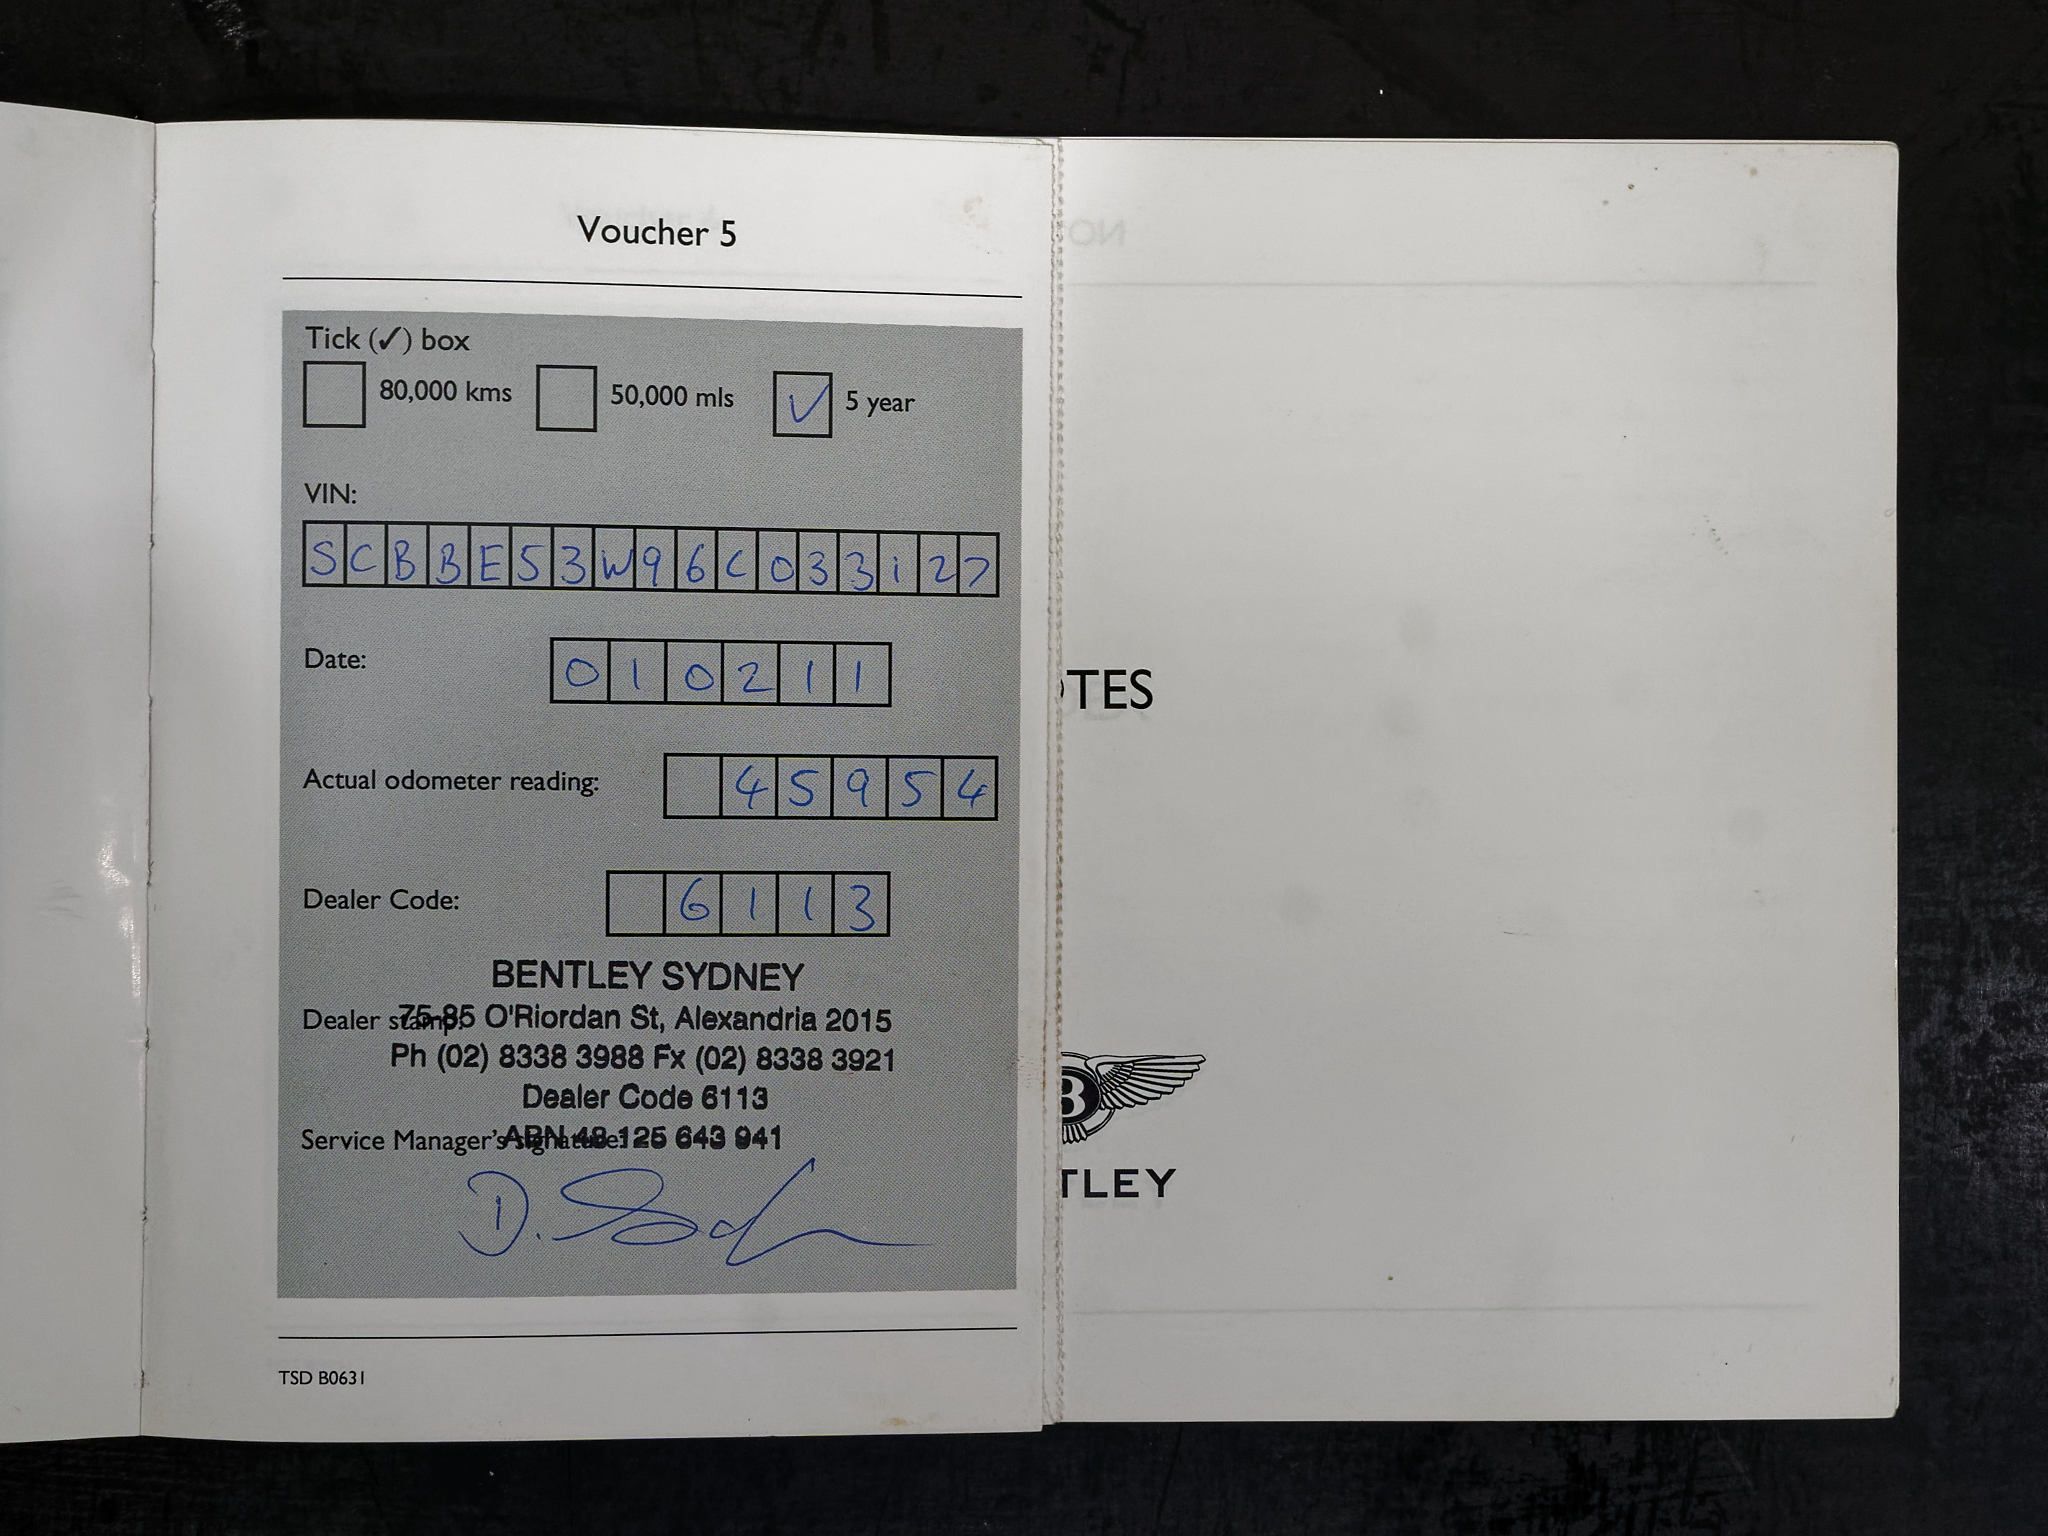 Voucher 5
Tick (✓) box
80,000 kms 50,000 mls ✓ 5 year
VIN:
SCBBE53W96C033127
Date: 010211
Actual odometer reading: 45954
Dealer Code: 6113
BENTLEY SYDNEY
Dealer stamp:
75-85 O'Riordan St, Alexandria 2015
Ph (02) 8338 3988 Fx (02) 8338 3921
Dealer Code 6113
Service Manager's signature:
ABN 48 125 643 941
TSD B0631
OTES
B
TLEY